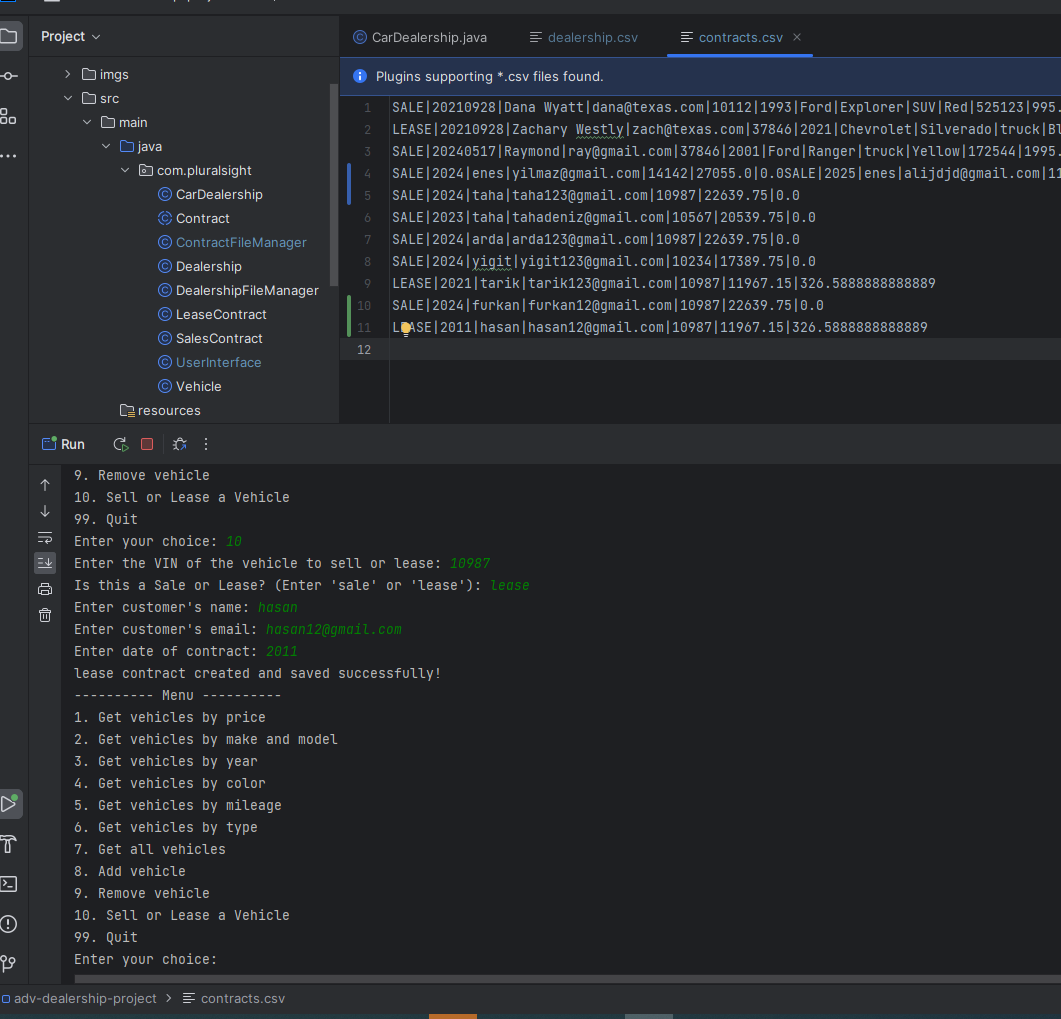 Project
CarDealership.java
dealership.csv
contracts.csv
Plugins supporting *.csv files found.
imgs
src
main
java
com.pluralsight
CarDealership
Contract
ContractFileManager
Dealership
DealershipFileManager
LeaseContract
SalesContract
UserInterface
Vehicle
resources
1 SALE|20210928|Dana Wyatt|dana@texas.com|10112|1993|Ford|Explorer|SUV|Red|525123|995.
2 LEASE|20210928|Zachary Westly|zach@texas.com|37846|2021|Chevrolet|Silverado|truck|Bl
3 SALE|20240517|Raymond|ray@gmail.com|37846|2001|Ford|Ranger|truck|Yellow|172544|1995.
4 SALE|2024|enes|yilmaz@gmail.com|14142|27055.0|0.0SALE|2025|enes|alijdjd@gmail.com|11
5 SALE|2024|taha|taha123@gmail.com|10987|22639.75|0.0
6 SALE|2023|taha|tahadeniz@gmail.com|10567|20539.75|0.0
7 SALE|2024|arda|arda123@gmail.com|10987|22639.75|0.0
8 SALE|2024|yigit|yigit123@gmail.com|10234|17389.75|0.0
9 LEASE|2021|tarik|tarik123@gmail.com|10987|11967.15|326.5888888888889
10 SALE|2024|furkan|furkan12@gmail.com|10987|22639.75|0.0
11 LEASE|2011|hasan|hasan12@gmail.com|10987|11967.15|326.5888888888889
12
Run
9. Remove vehicle
10. Sell or Lease a Vehicle
99. Quit
Enter your choice: 10
Enter the VIN of the vehicle to sell or lease: 10987
Is this a Sale or Lease? (Enter 'sale' or 'lease'): lease
Enter customer's name: hasan
Enter customer's email: hasan12@gmail.com
Enter date of contract: 2011
lease contract created and saved successfully!
---------- Menu ----------
1. Get vehicles by price
2. Get vehicles by make and model
3. Get vehicles by year
4. Get vehicles by color
5. Get vehicles by mileage
6. Get vehicles by type
7. Get all vehicles
8. Add vehicle
9. Remove vehicle
10. Sell or Lease a Vehicle
99. Quit
Enter your choice:
adv-dealership-project > contracts.csv